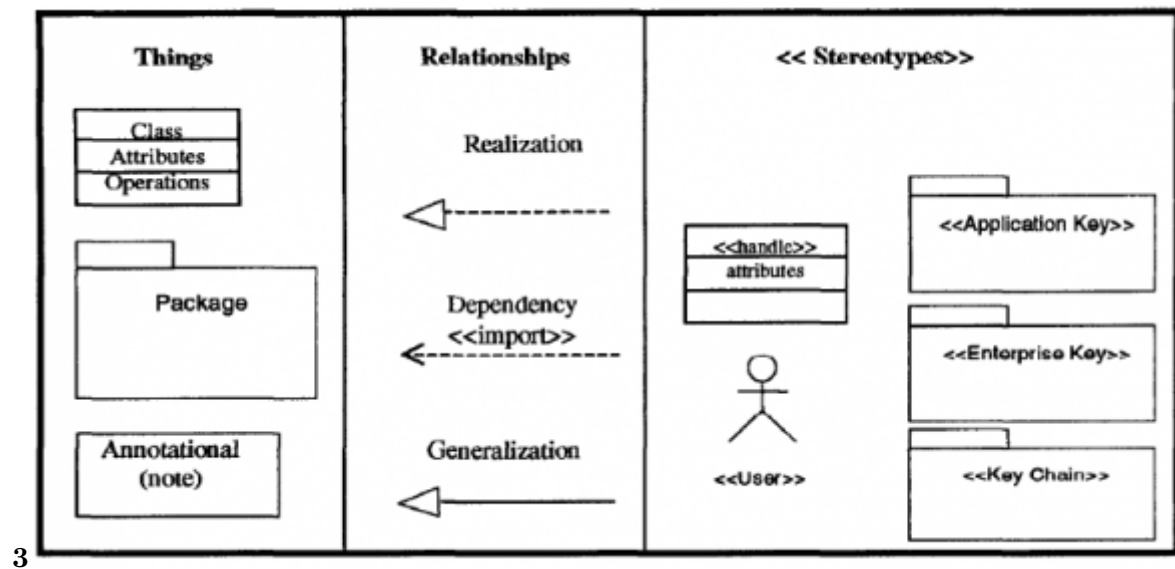 Things
Class
Attributes
Operations
Package
Annotational
(note)
Relationships
Realization
Dependency
<<import>>
Generalization
<< Stereotypes>>
<<handle>>
attributes
<<User>>
<<Application Key>>
<<Enterprise Key>>
<<Key Chain>>
3